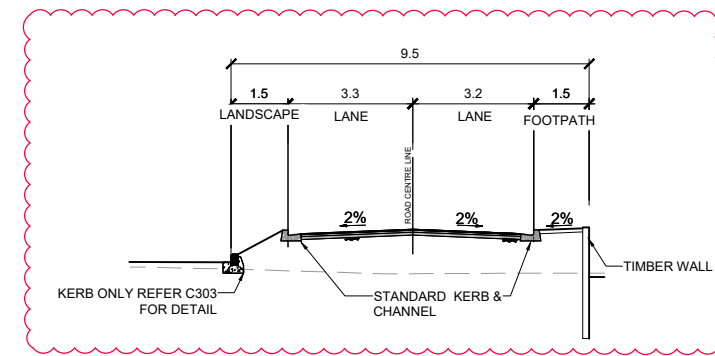 9.5
1.5 3.3 3.2 1.5
LANDSCAPE LANE LANE FOOTPATH
ROAD CENTRE LINE
2% 2% 2%
TIMBER WALL
KERB ONLY REFER C303
FOR DETAIL
STANDARD KERB &
CHANNEL